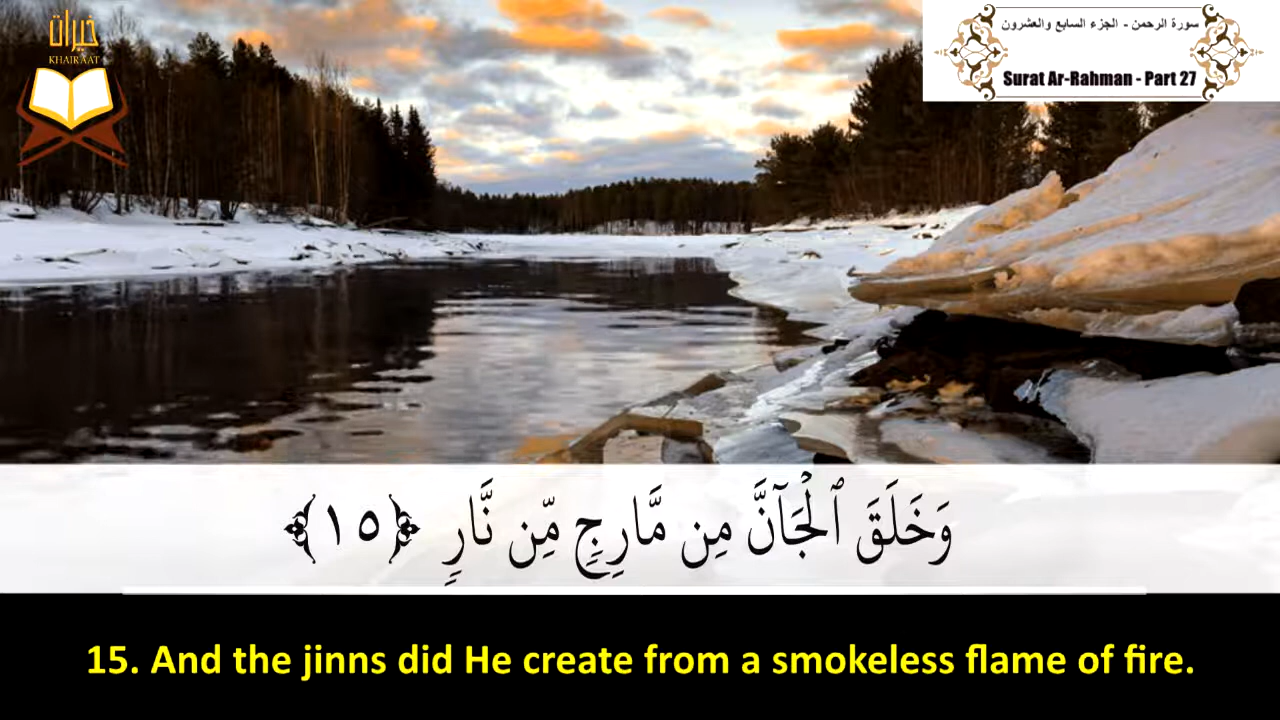 خيرات
KHAIRAAT
سورة الرحمن - الجزء السابع والعشرون
Surat Ar-Rahman - Part 27
وَخَلَقَ ٱلْجَآنَّ مِن مَّارِجٍ مِّن نَّارٍ ﴿١٥﴾
15. And the jinns did He create from a smokeless flame of fire.